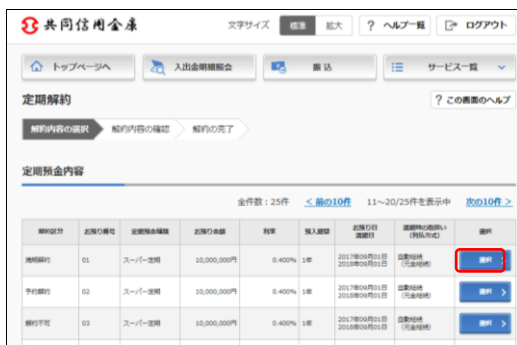 共同信用金庫
文字サイズ 標準 拡大 ? ヘルプ一覧 ログアウト
トップページへ 入出金明細照会 振込 サービス一覧
定期解約
? この画面のヘルプ
解約内容の選択 解約内容の確認 解約の完了
定期預金内容
全件数：25件 ＜前の10件 11～20/25件を表示中 次の10件＞
解約区分 お預り番号 定期預金種類 お預り金額 利率 預入期間 お預り日 満期日 満期時の取扱い (利払方式) 選択
満期解約 01 スーパー定期 10,000,000円 0.400% 1年 2017年09月01日 2018年09月01日 自動継続 (元金継続) 選択
予約解約 02 スーパー定期 10,000,000円 0.400% 1年 2017年09月01日 2018年09月01日 自動継続 (元金継続) 選択
解約不可 03 スーパー定期 10,000,000円 0.400% 1年 2017年09月01日 2018年09月01日 自動継続 (元金継続) 選択